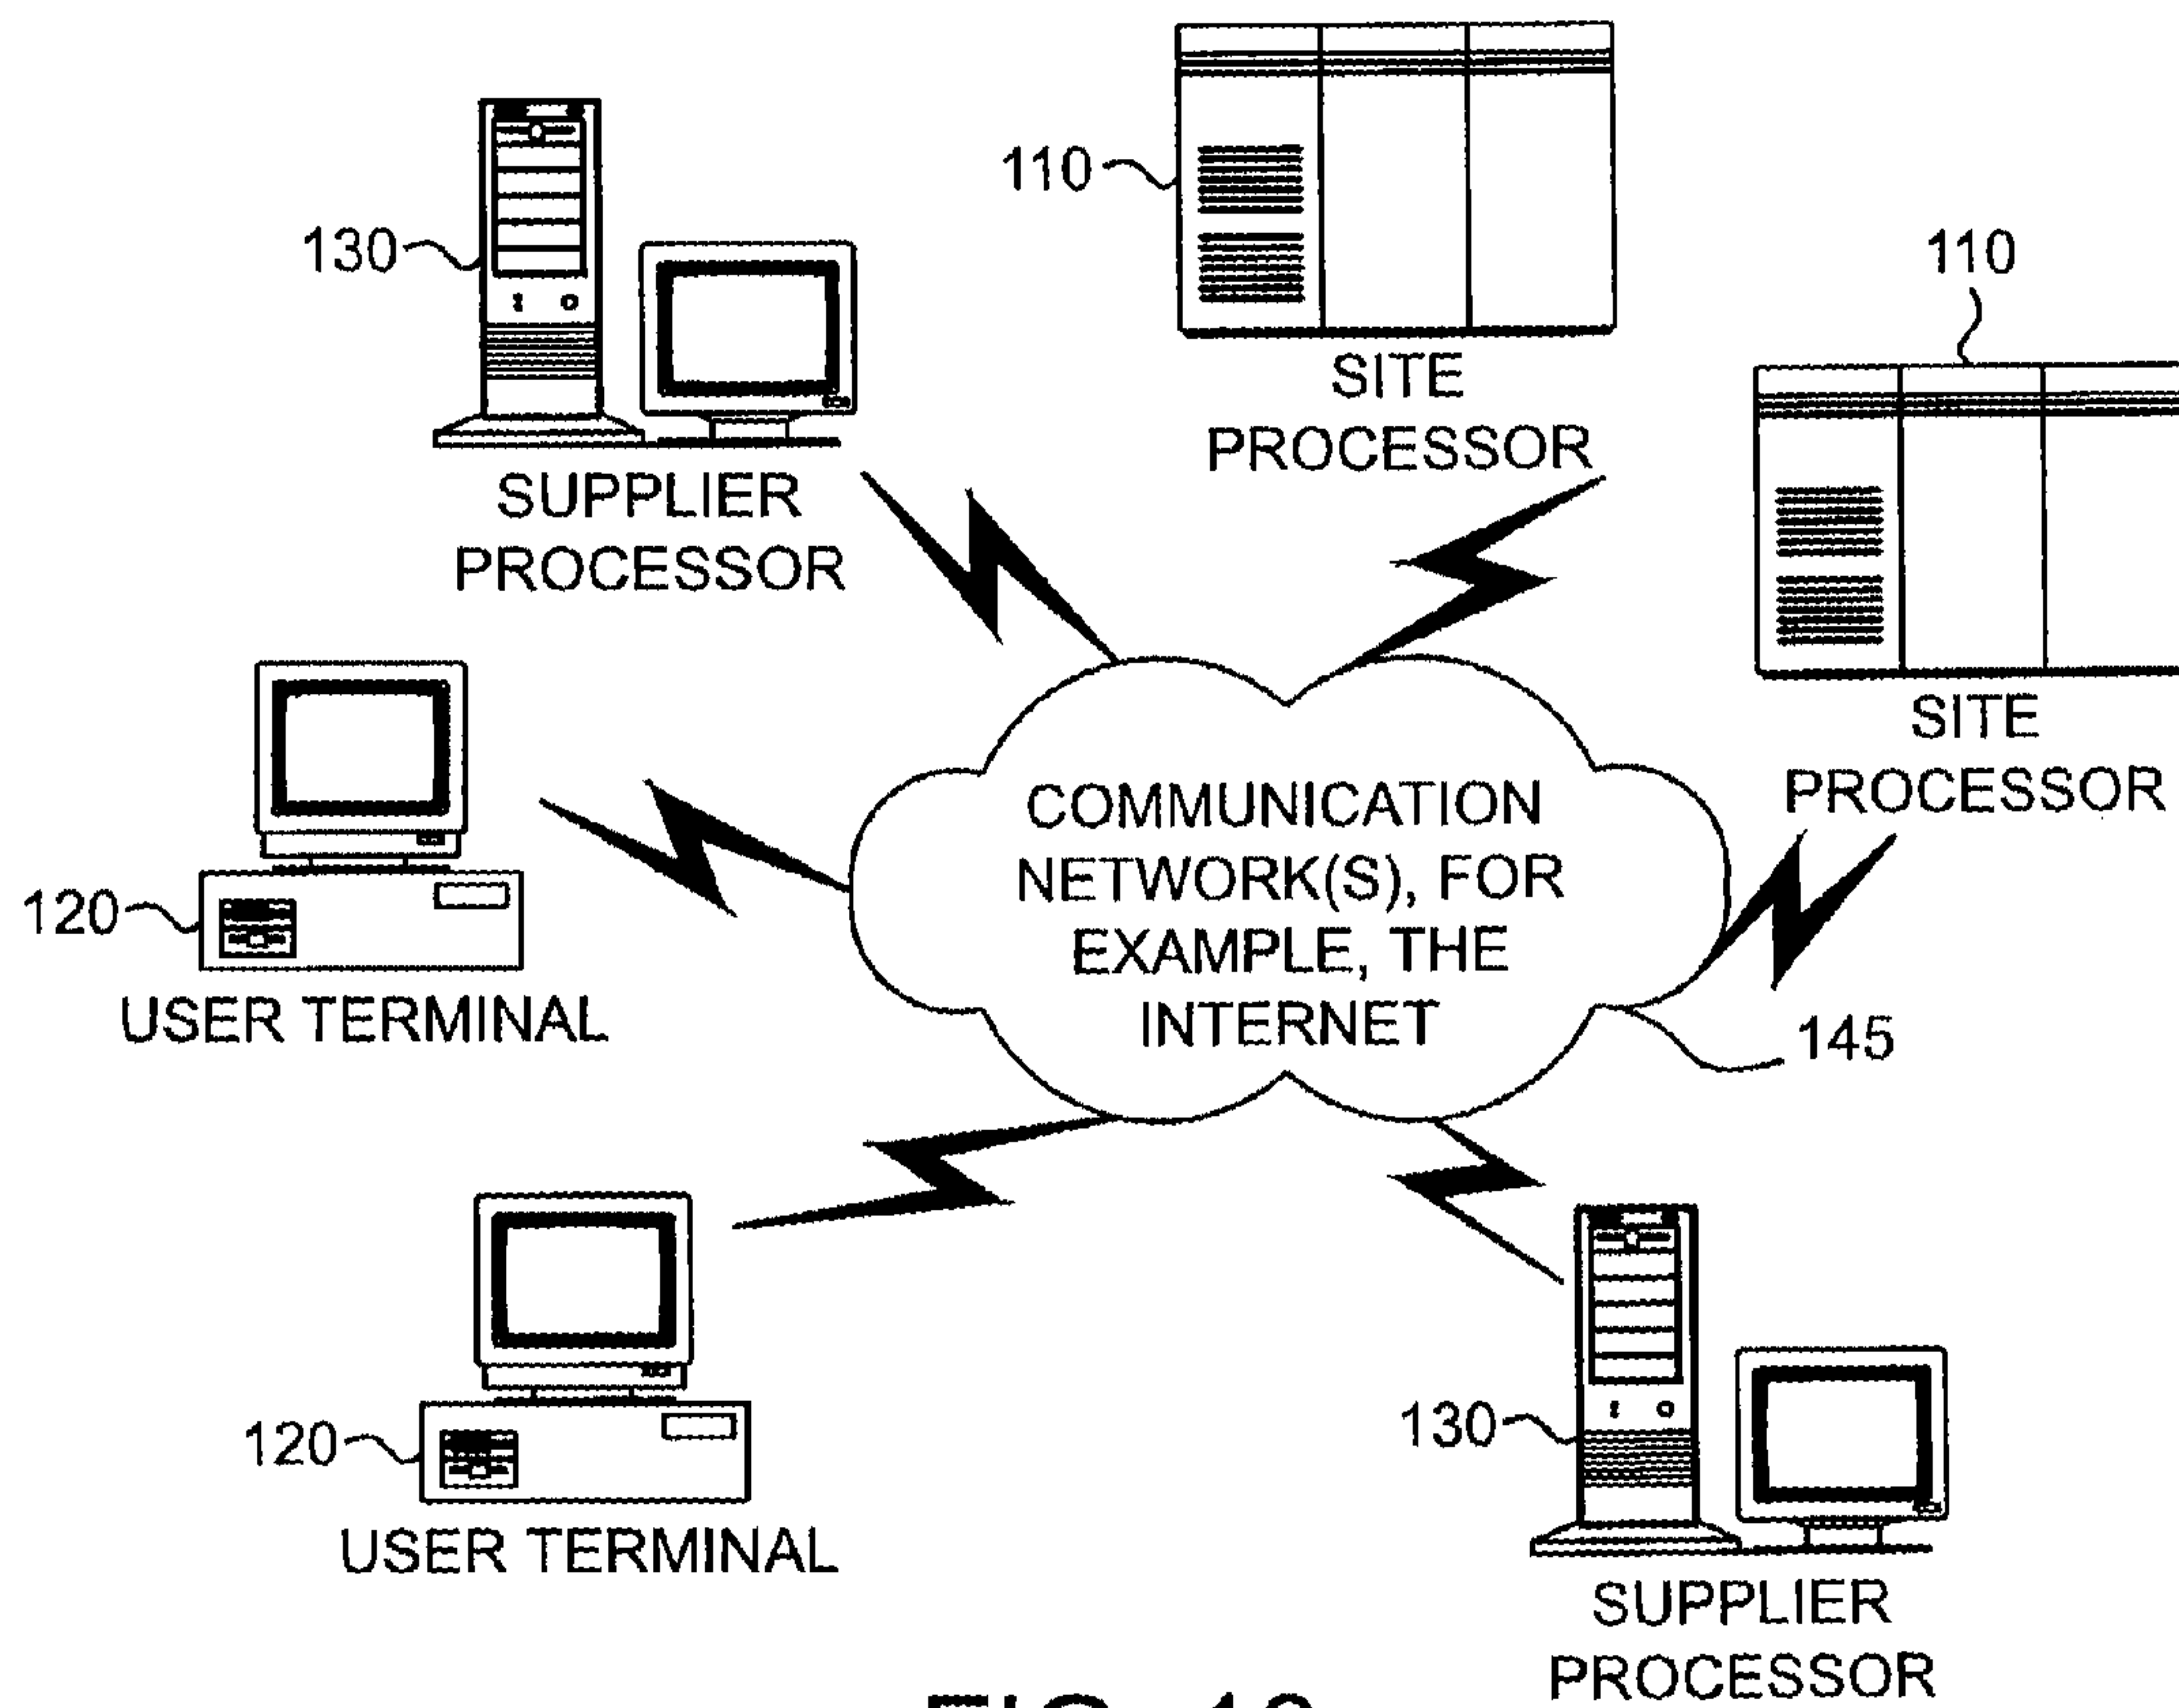 110
130
110
SITE
PROCESSOR
SUPPLIER
PROCESSOR
SITE
PROCESSOR
COMMUNICATION
NETWORK(S), FOR
EXAMPLE, THE
INTERNET
120
USER TERMINAL
145
120
USER TERMINAL
130
SUPPLIER
PROCESSOR